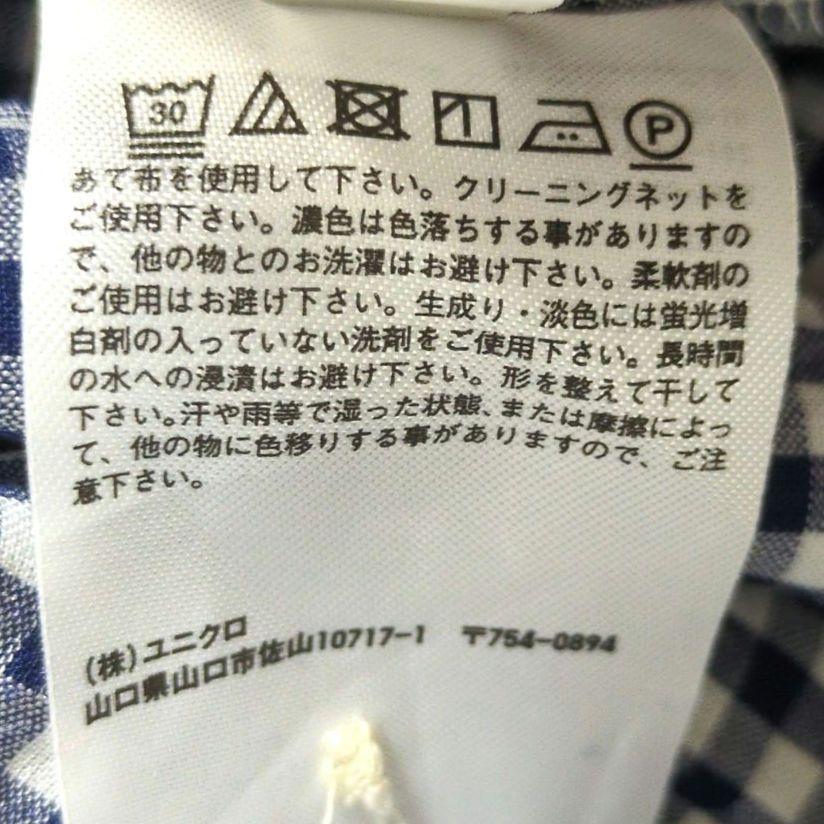 30 P
あて布を使用して下さい。クリーニングネットを
ご使用下さい。濃色は色落ちする事がありますの
で、他の物とのお洗濯はお避け下さい。柔軟剤の
ご使用はお避け下さい。生成り・淡色には蛍光増
白剤の入っていない洗剤をご使用下さい。長時間
の水への浸漬はお避け下さい。形を整えて干して
下さい。汗や雨等で湿った状態、または摩擦によっ
て、他の物に色移りする事がありますので、ご注
意下さい。
(株)ユニクロ
山口県山口市佐山10717-1 〒754-0894